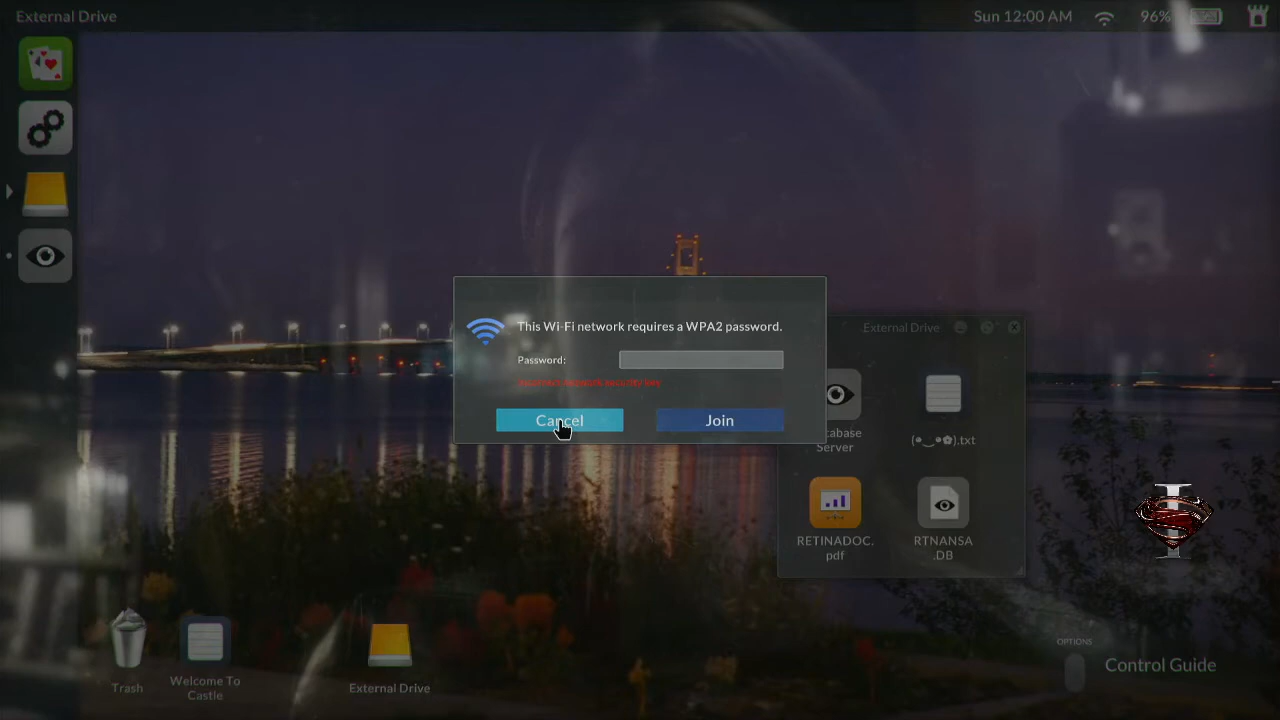 External Drive
Sun 12:00 AM
96%
This Wi-Fi network requires a WPA2 password.
Password:
Cancel
Join
External Drive
Server
(●‿●✿).txt
RETINADOC.
pdf
RTNANSA
.DB
Trash
Welcome To
Castle
External Drive
OPTIONS
Control Guide